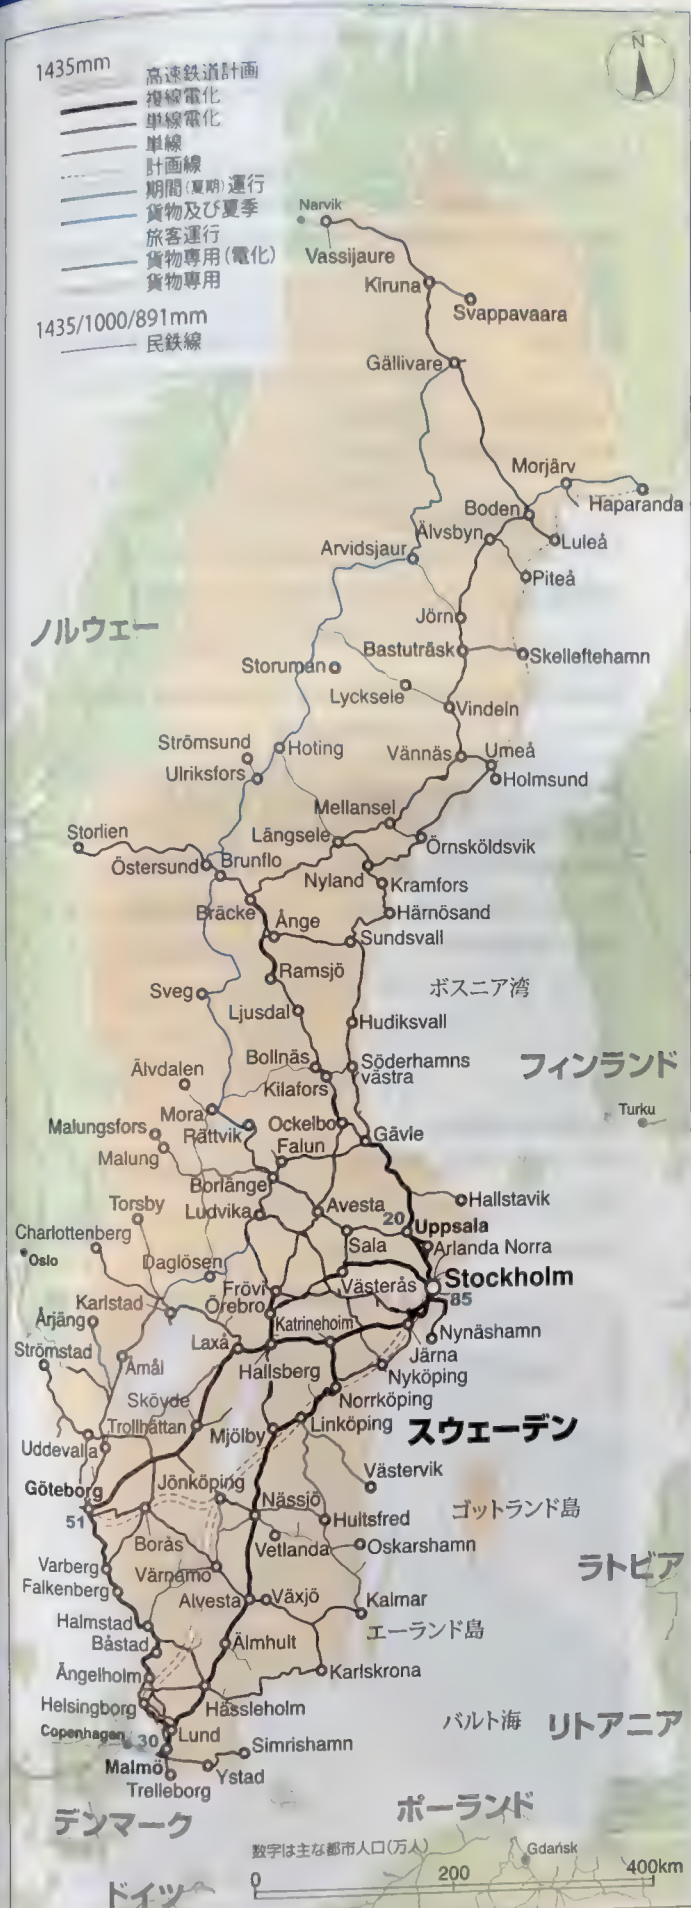 1435mm
高速鉄道計画
複線電化
単線電化
単線
計画線
期間(夏期)運行
貨物及び夏季
旅客運行
貨物専用(電化)
貨物専用
1435/1000/891mm
民鉄線
N
Narvik
Vassijaure
Kiruna
Svappavaara
Gällivare
Morjärv
Haparanda
Boden
Älvsbyn
Luleå
Arvidsjaur
Piteå
Jörn
ノルウェー
Bastuträsk
Skelleftehamn
Storuman
Lycksele
Vindeln
Strömsund
Hoting
Vännäs
Umeå
Ulriksfors
Holmsund
Mellansel
Storlien
Långsele
Örnsköldsvik
Östersund
Brunflo
Nyland
Kramfors
Bräcke
Härnösand
Ånge
Sundsvall
Ramsjö
ボスニア湾
Sveg
Ljusdal
Hudiksvall
Bollnäs
Söderhamns
västra
フィンランド
Älvdalen
Kilafors
Mora
Turku
Malungsfors
Rättvik
Ockelbo
Gävle
Malung
Falun
Borlänge
Hallstavik
Torsby
Ludvika
Avesta
20
Uppsala
Charlottenberg
Sala
Arlanda Norra
Oslo
Daglösen
Frövi
Västerås
Stockholm
85
Karlstad
Örebro
Katrineholm
Årjäng
Nynäshamn
Laxå
Järna
Strömstad
Åmål
Hallsberg
Nyköping
Sköyde
Norrköping
Trollhättan
Mjölby
Linköping
スウェーデン
Uddevalla
Västervik
Göteborg
51
Jönköping
Nässjö
Hultsfred
ゴットランド島
Borås
Vetlanda
Oskarshamn
ラトビア
Varberg
Värnamo
Falkenberg
Alvesta
Växjö
Kalmar
Halmstad
エーランド島
Båstad
Älmhult
Ängelholm
Karlskrona
Helsingborg
Hässleholm
Copenhagen
30
Lund
バルト海
リトアニア
Malmö
Simrishamn
Trelleborg
Ystad
デンマーク
ポーランド
数字は主な都市人口(万人)
Gdańsk
ドイツ
0
200
400km